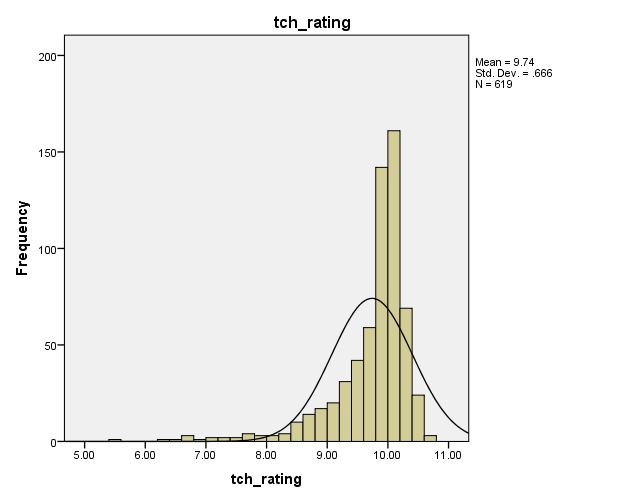 tch_rating
Mean = 9.74
Std. Dev. = .666
N = 619
Frequency
200
150
100
50
0
5.00 6.00 7.00 8.00 9.00 10.00 11.00
tch_rating